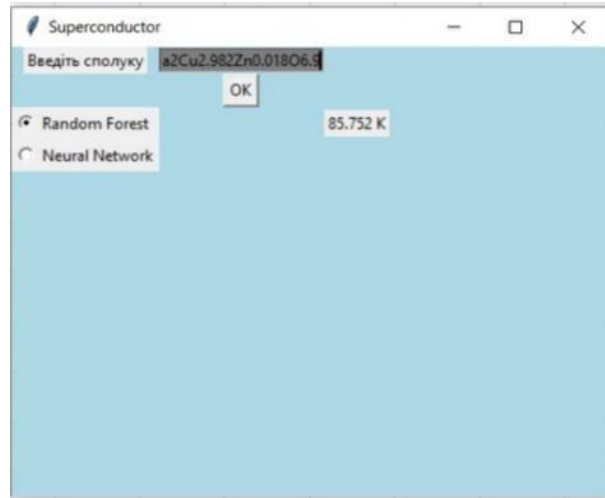 Superconductor
Введіть сполуку a2Cu2.982Zn0.018O6.9
OK
Random Forest 85.752 K
Neural Network